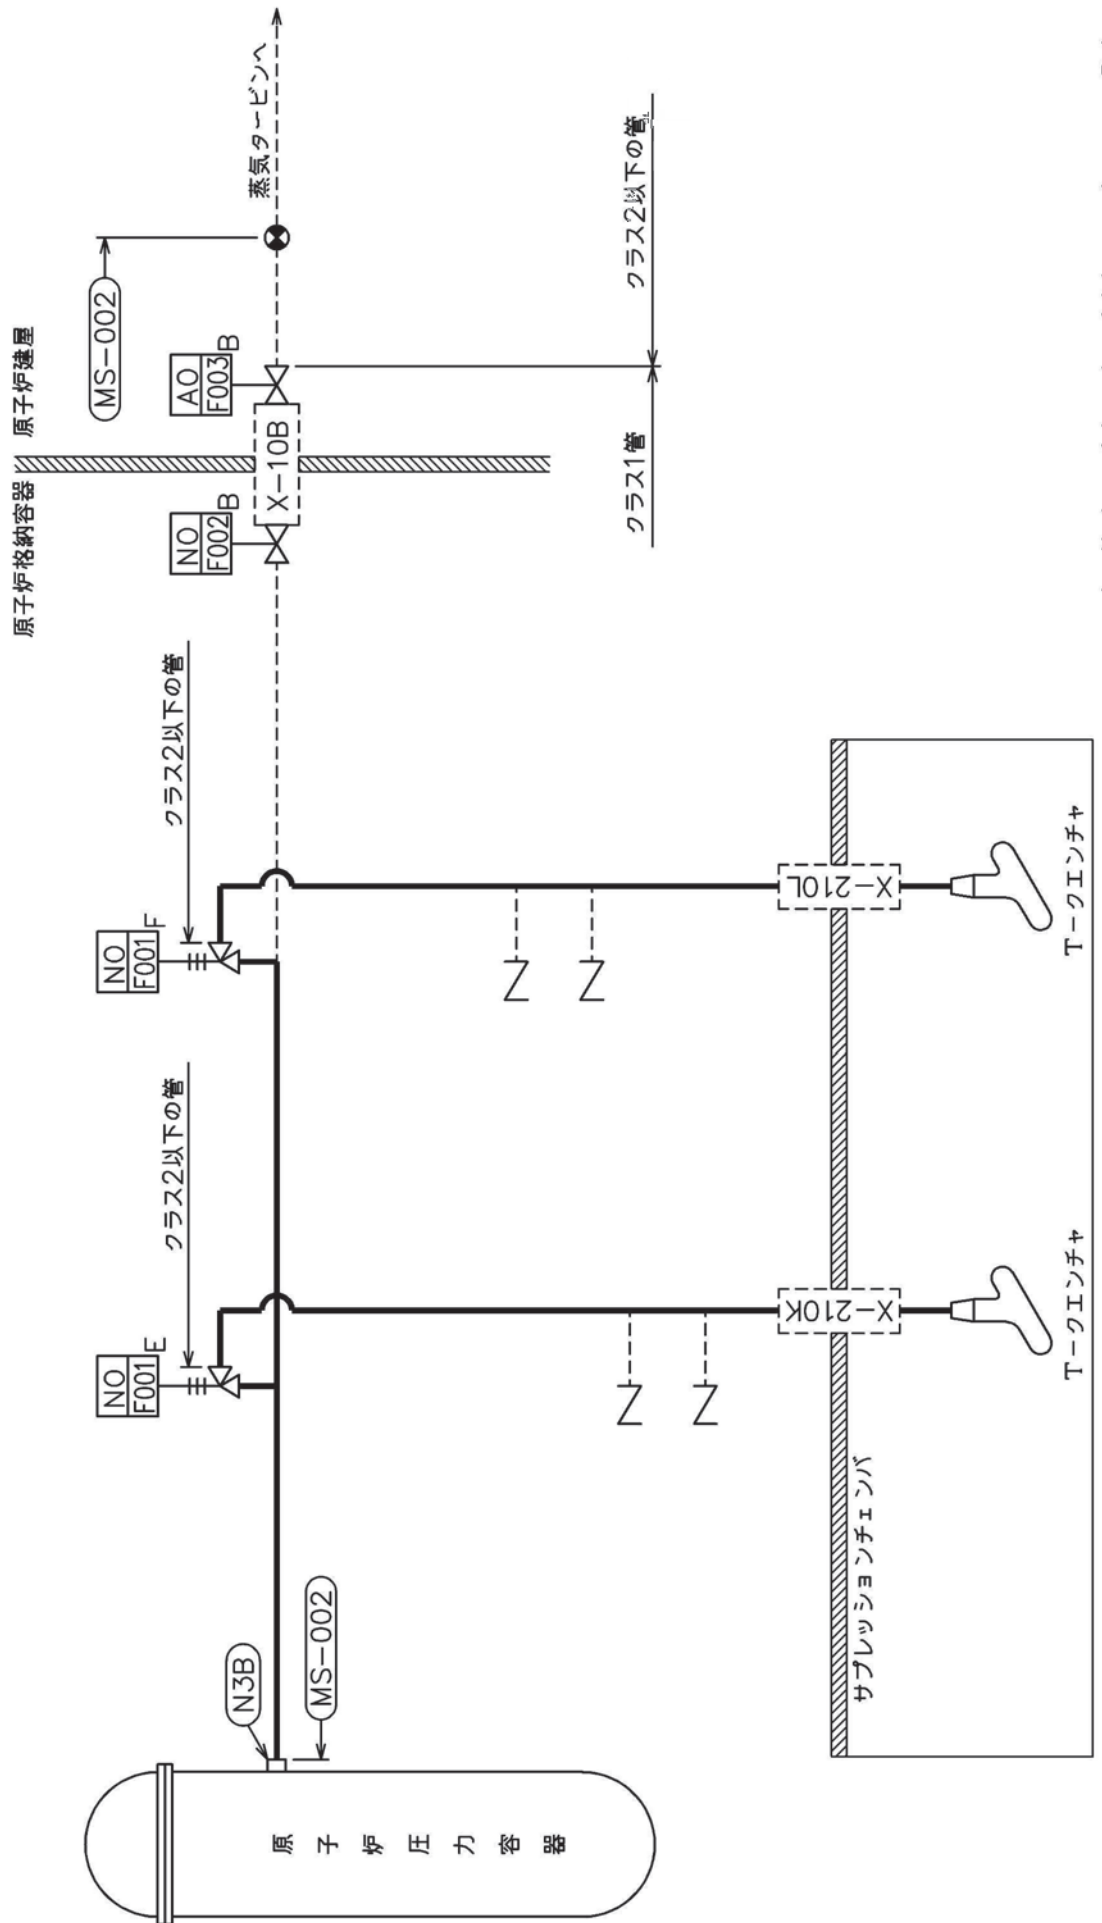 原子炉格納容器
原子炉建屋
MS-002
NO
F001
E
クラス2以下の管
NO
F001
F
クラス2以下の管
NO
F002
B
AO
F003
B
X-10B
蒸気タービンへ
N3B
MS-002
クラス1管
クラス2以下の管
原子炉圧力容器
サプレッションチェンバ
X-210K
X-210L
T-クエンチャ
T-クエンチャ